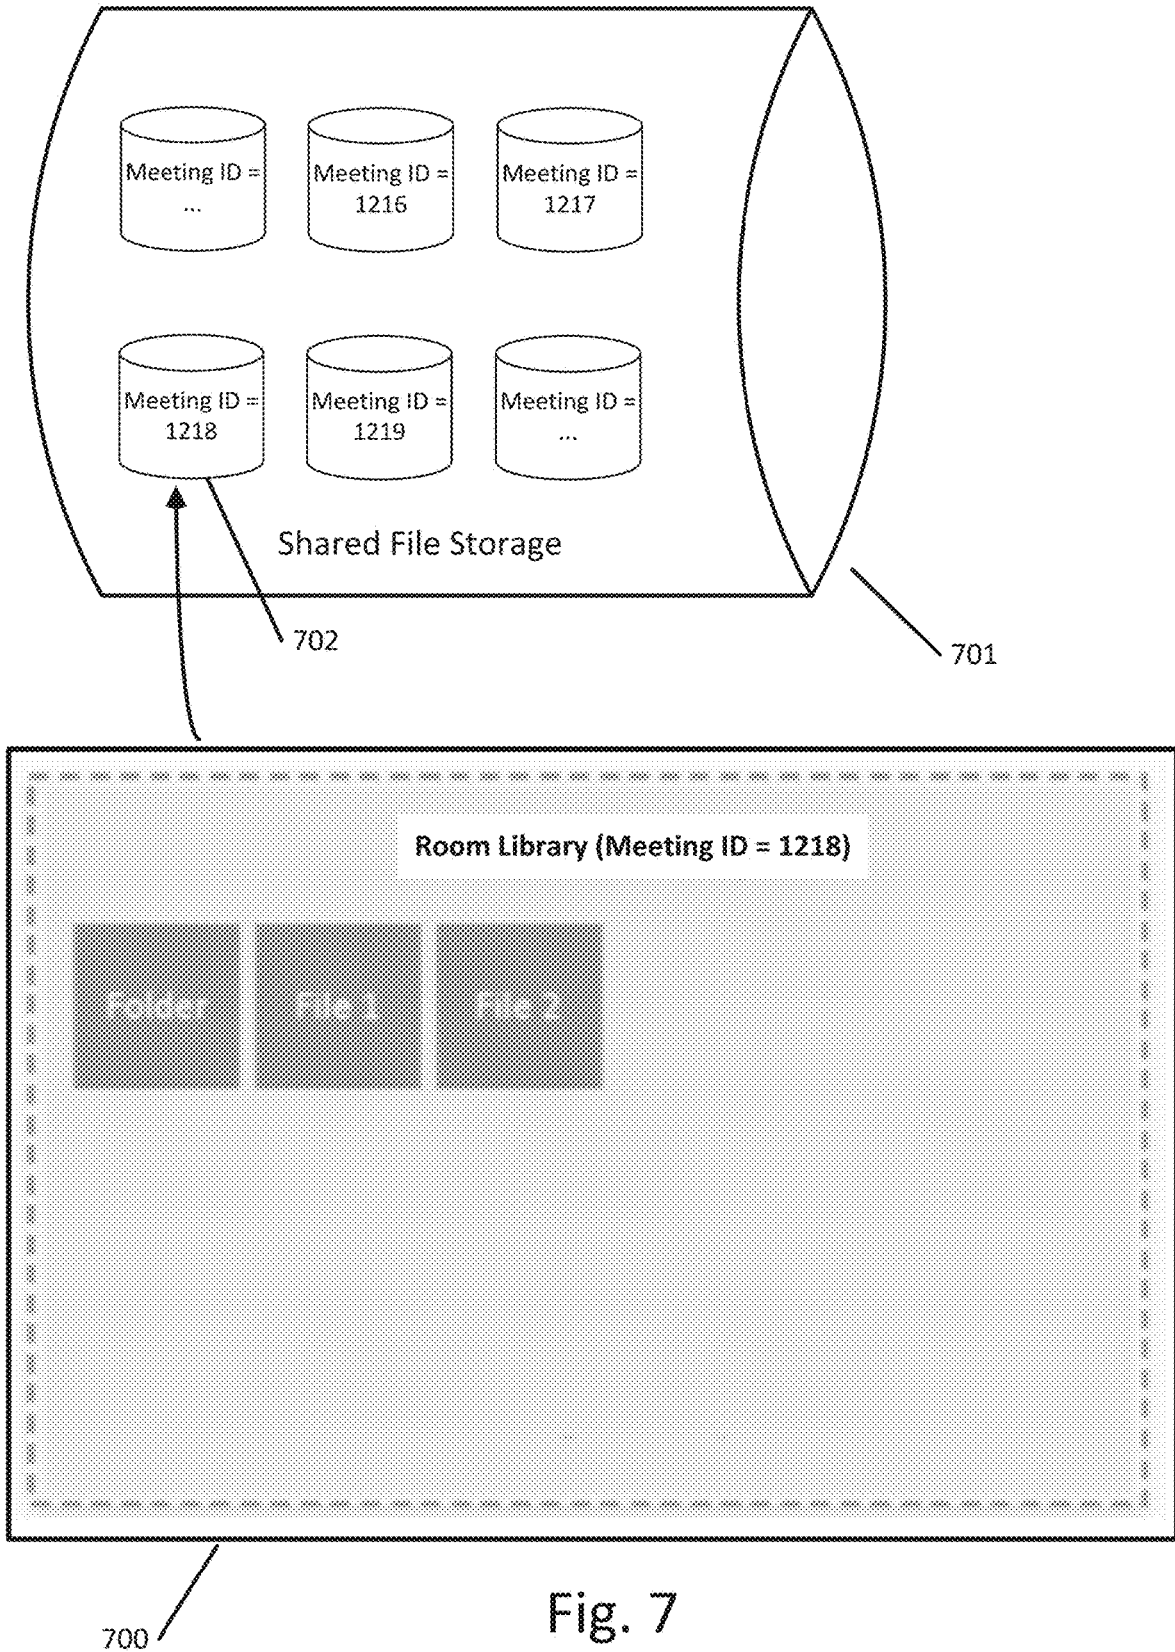 Meeting ID =
...
Meeting ID =
1216
Meeting ID =
1217
Meeting ID =
1218
Meeting ID =
1219
Meeting ID =
...
Shared File Storage
702
701
Room Library (Meeting ID = 1218)
Folder
File 1
File 2
700
Fig. 7